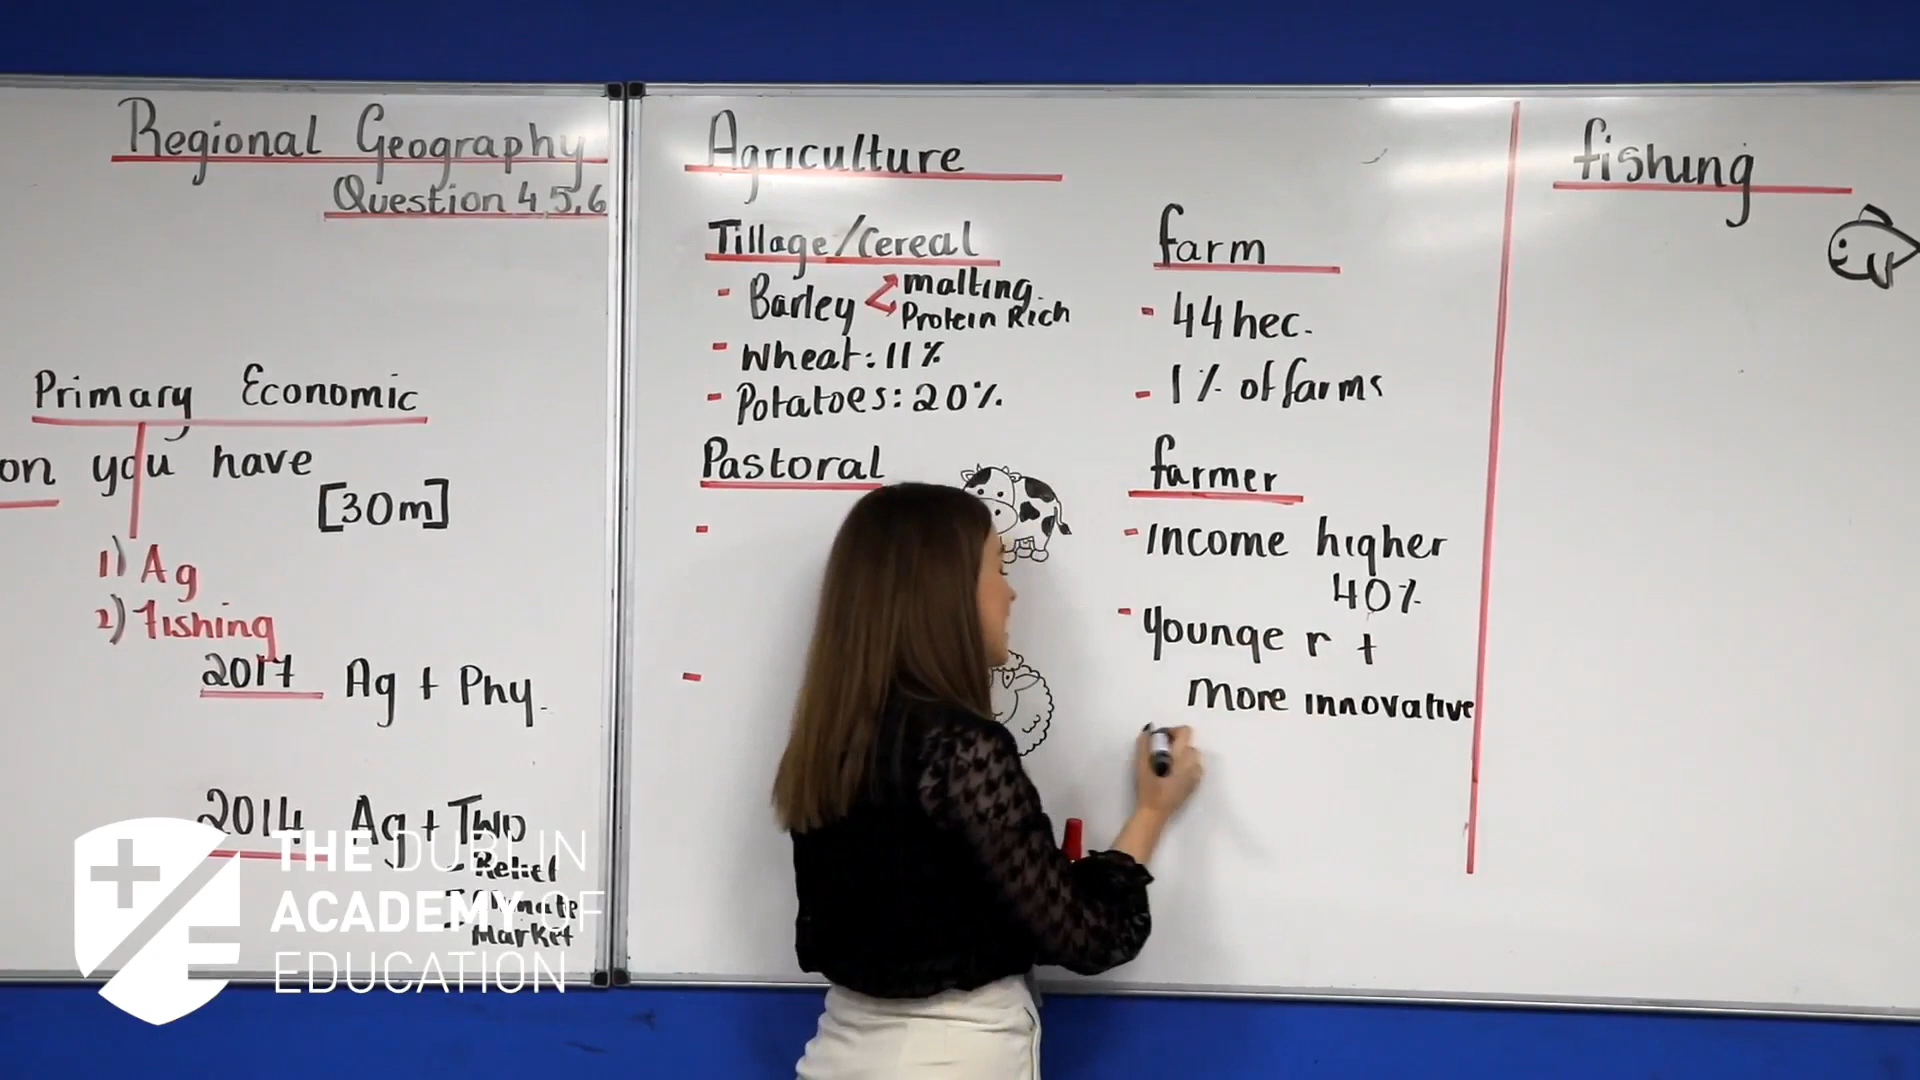 Regional Geography
Question 4,5,6
Primary Economic
on you have
[30m]
1) Ag
2) Fishing
2017 Ag + Phy.
2014 Ag + Two
- Relief
- Climate
- Market
Agriculture
Tillage/Cereal
- Barley
malting.
Protein Rich
- Wheat: 11%
- Potatoes: 20%
Pastoral
-
-
farm
- 44hec.
- 1% of farms
farmer
- Income higher
40%
- Younger +
more innovative
fishing
THE DUBLIN
ACADEMY OF
EDUCATION